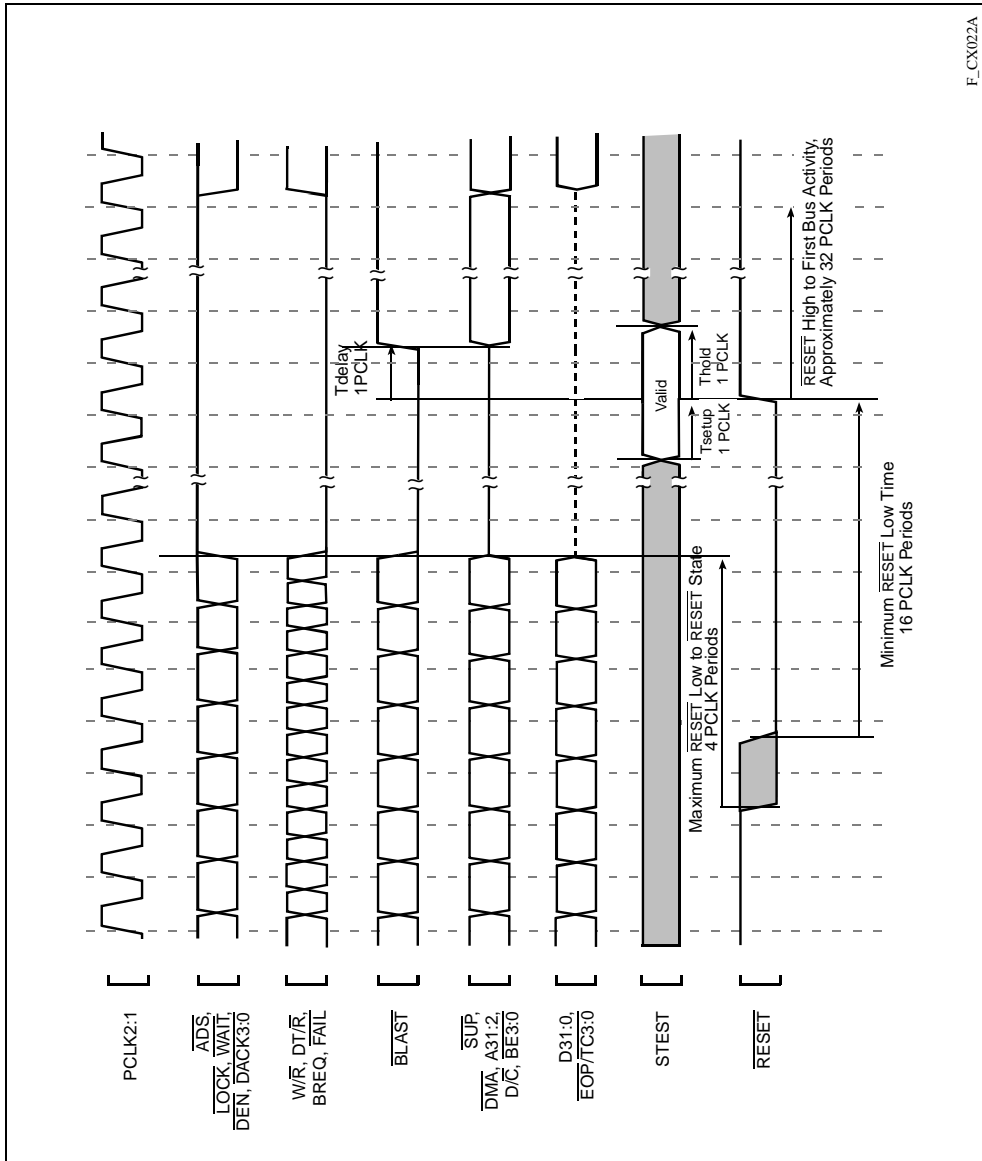 PCLK2:1
ADS,
LOCK, WAIT,
DEN, DACK3:0
W/R, DT/R,
BREQ, FAIL
BLAST
SUP,
DMA, A31:2,
D/C, BE3:0
D31:0,
EOP/TC3:0
STEST
RESET
Tdelay
1PCLK
Valid
Tsetup
1 PCLK
Thold
1 PCLK
Maximum RESET Low to RESET State
4 PCLK Periods
RESET High to First Bus Activity,
Approximately 32 PCLK Periods
Minimum RESET Low Time
16 PCLK Periods
F_CX022A